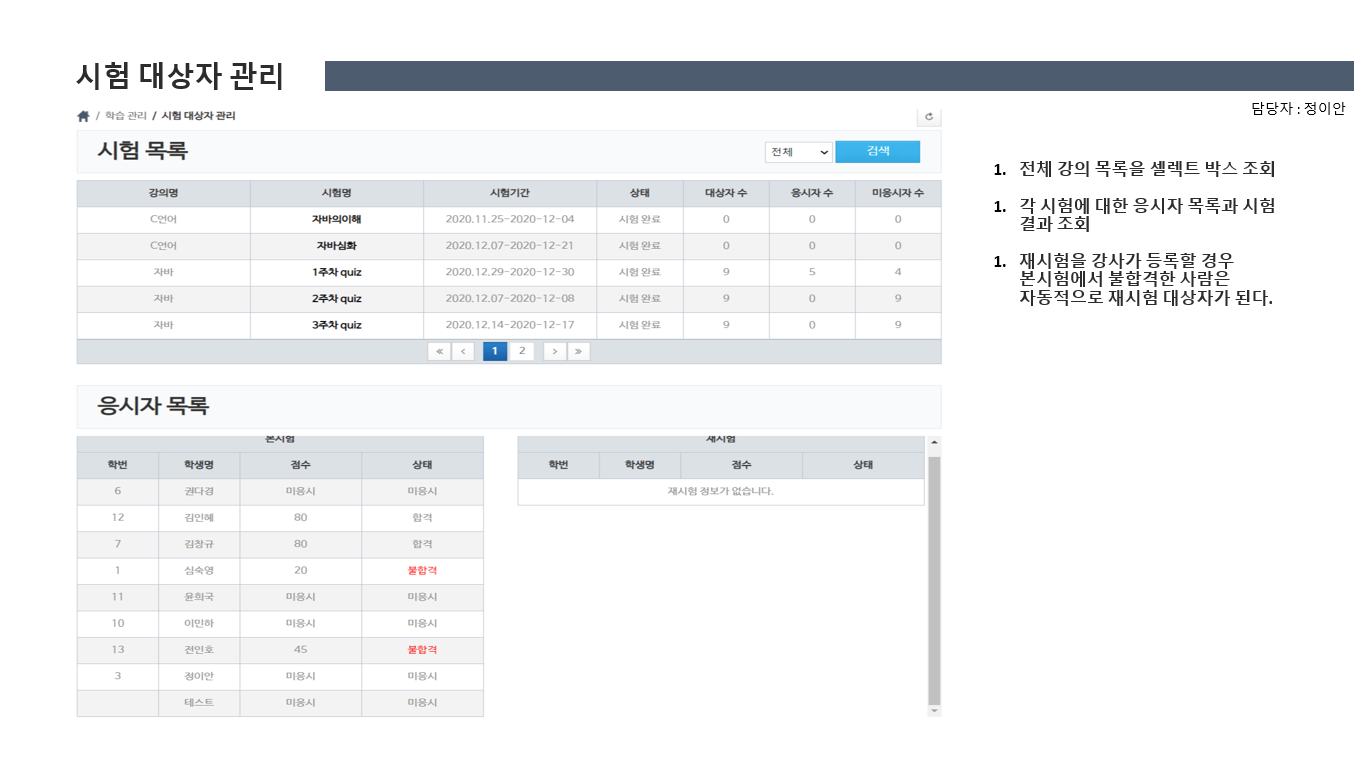 시험 대상자 관리
담당자 : 정이안
/ 학습 관리 / 시험 대상자 관리
시험 목록
전체 검색
강의명 시험명 시험기간 상태 대상자 수 응시자 수 미응시자 수
C언어 자바의이해 2020.11.25-2020-12-04 시험 완료 0 0 0
C언어 자바심화 2020.12.07-2020-12-21 시험 완료 0 0 0
자바 1주차 quiz 2020.12.29-2020-12-30 시험 완료 9 5 4
자바 2주차 quiz 2020.12.07-2020-12-08 시험 완료 9 0 9
자바 3주차 quiz 2020.12.14-2020-12-17 시험 완료 9 0 9
« ‹ 1 2 › »
응시자 목록
본시험
학번 학생명 점수 상태
6 권다경 미응시 미응시
12 김인혜 80 합격
7 김창규 80 합격
1 심숙영 20 불합격
11 윤희국 미응시 미응시
10 이민하 미응시 미응시
13 전인호 45 불합격
3 정이안 미응시 미응시
테스트 미응시 미응시
재시험
학번 학생명 점수 상태
재시험 정보가 없습니다.
1. 전체 강의 목록을 셀렉트 박스 조회
1. 각 시험에 대한 응시자 목록과 시험
결과 조회
1. 재시험을 강사가 등록할 경우
본시험에서 불합격한 사람은
자동적으로 재시험 대상자가 된다.